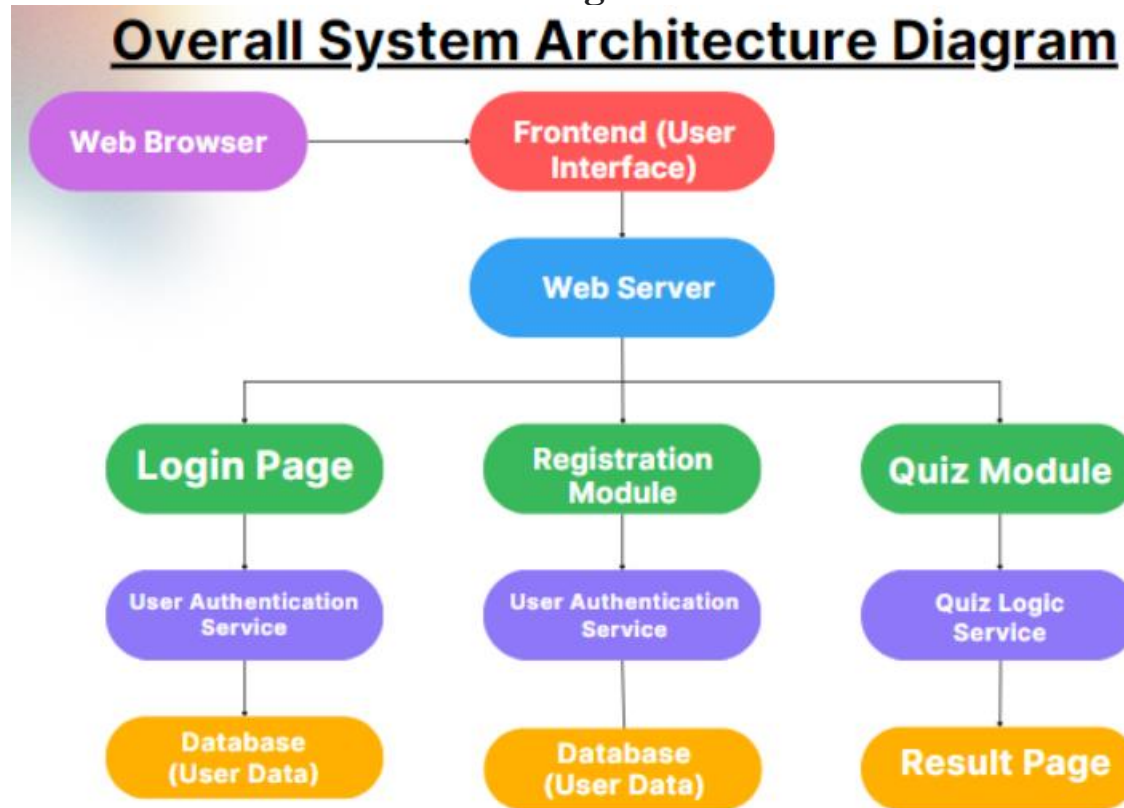 Overall System Architecture Diagram
Web Browser
Frontend (User
Interface)
Web Server
Login Page
Registration
Module
Quiz Module
User Authentication
Service
User Authentication
Service
Quiz Logic
Service
Database
(User Data)
Database
(User Data)
Result Page